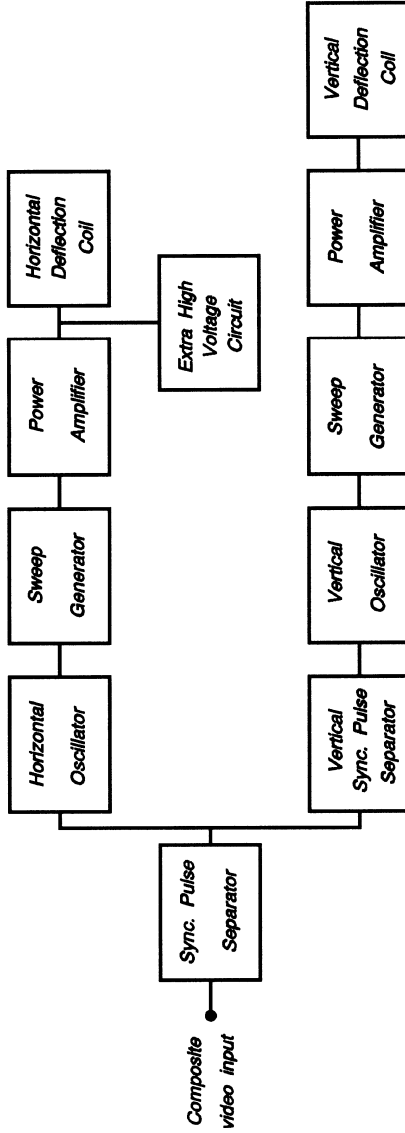 Composite
video input
Sync. Pulse
Separator
Horizontal
Oscillator
Sweep
Generator
Power
Amplifier
Horizontal
Deflection
Coil
Extra High
Voltage
Circuit
Vertical
Sync. Pulse
Separator
Vertical
Oscillator
Sweep
Generator
Power
Amplifier
Vertical
Deflection
Coil